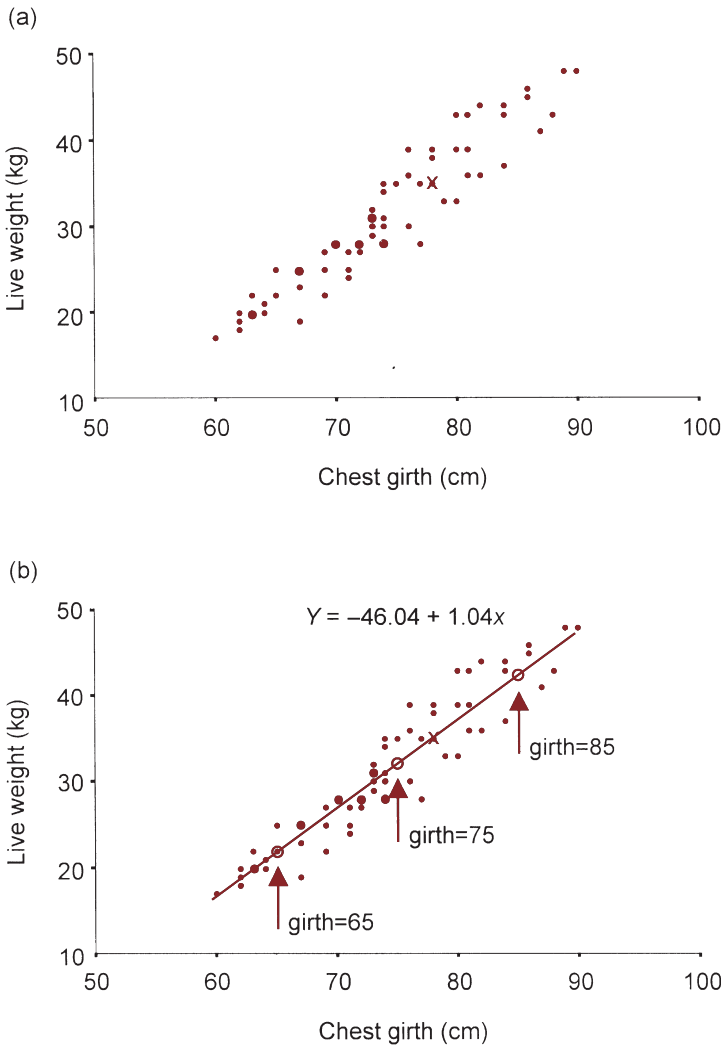 (a)
50
40
30
20
10
Live weight (kg)
X
50 60 70 80 90 100
Chest girth (cm)
(b)
Y = –46.04 + 1.04x
50
40
30
20
10
Live weight (kg)
X
girth=85
girth=75
girth=65
50 60 70 80 90 100
Chest girth (cm)